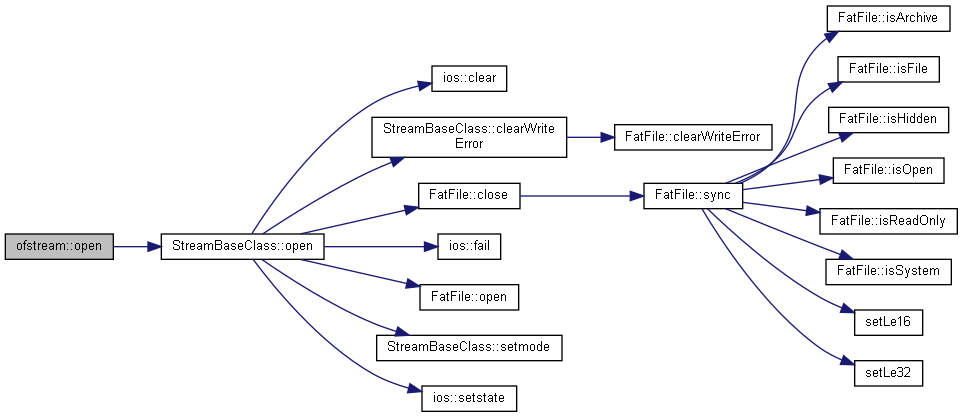 ofstream::open
StreamBaseClass::open
ios::clear
StreamBaseClass::clearWrite
Error
FatFile::close
ios::fail
FatFile::open
StreamBaseClass::setmode
ios::setstate
FatFile::clearWriteError
FatFile::sync
FatFile::isArchive
FatFile::isFile
FatFile::isHidden
FatFile::isOpen
FatFile::isReadOnly
FatFile::isSystem
setLe16
setLe32